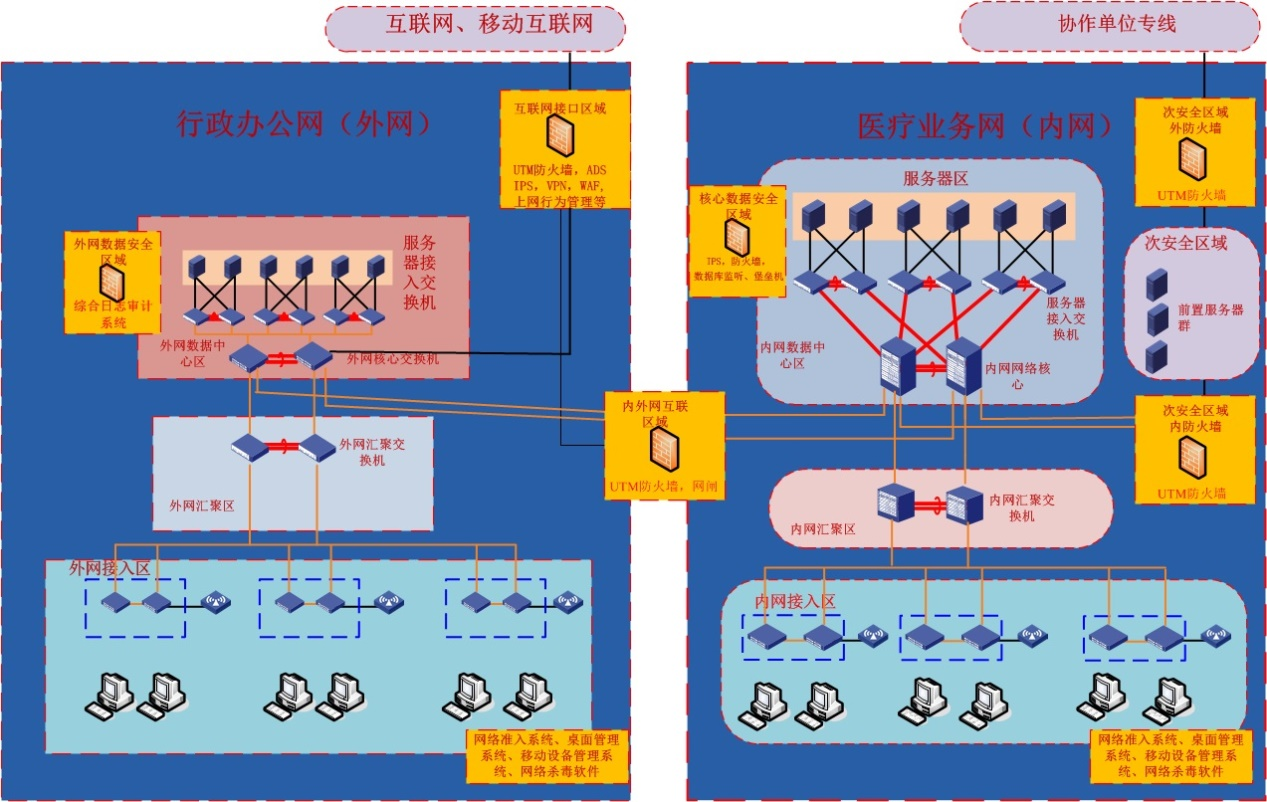 互联网、移动互联网
行政办公网（外网）
互联网接口区域
UTM防火墙，ADS
IPS，VPN，WAF,
上网行为管理等
外网数据安全
区域
综合日志审计
系统
服务
器接
入交
换机
外网数据中
心区
外网核心交换机
外网汇聚交
换机
外网汇聚区
外网接入区
网络准入系统、桌面管理
系统、移动设备管理系
统、网络杀毒软件
内外网互联
区域
UTM防火墙，网闸
协作单位专线
医疗业务网（内网）
次安全区域
外防火墙
UTM防火墙
服务器区
核心数据安全
区域
IPS，防火墙，
数据库监听、堡垒机
次安全区域
前置服务器
群
服务器
接入交
换机
内网数据中
心区
内网网络核
心
次安全区域
内防火墙
UTM防火墙
内网汇聚交
换机
内网汇聚区
内网接入区
网络准入系统、桌面管理
系统、移动设备管理系
统、网络杀毒软件